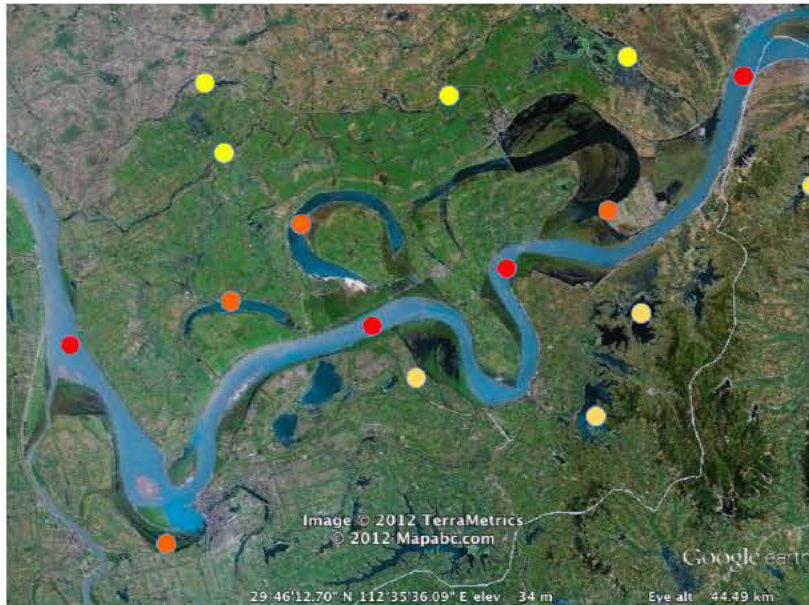 Image © 2012 TerraMetrics
© 2012 Mapabc.com
Google earth
29°46'12.70" N 112°35'36.09" E elev 34 m Eye alt 44.49 km